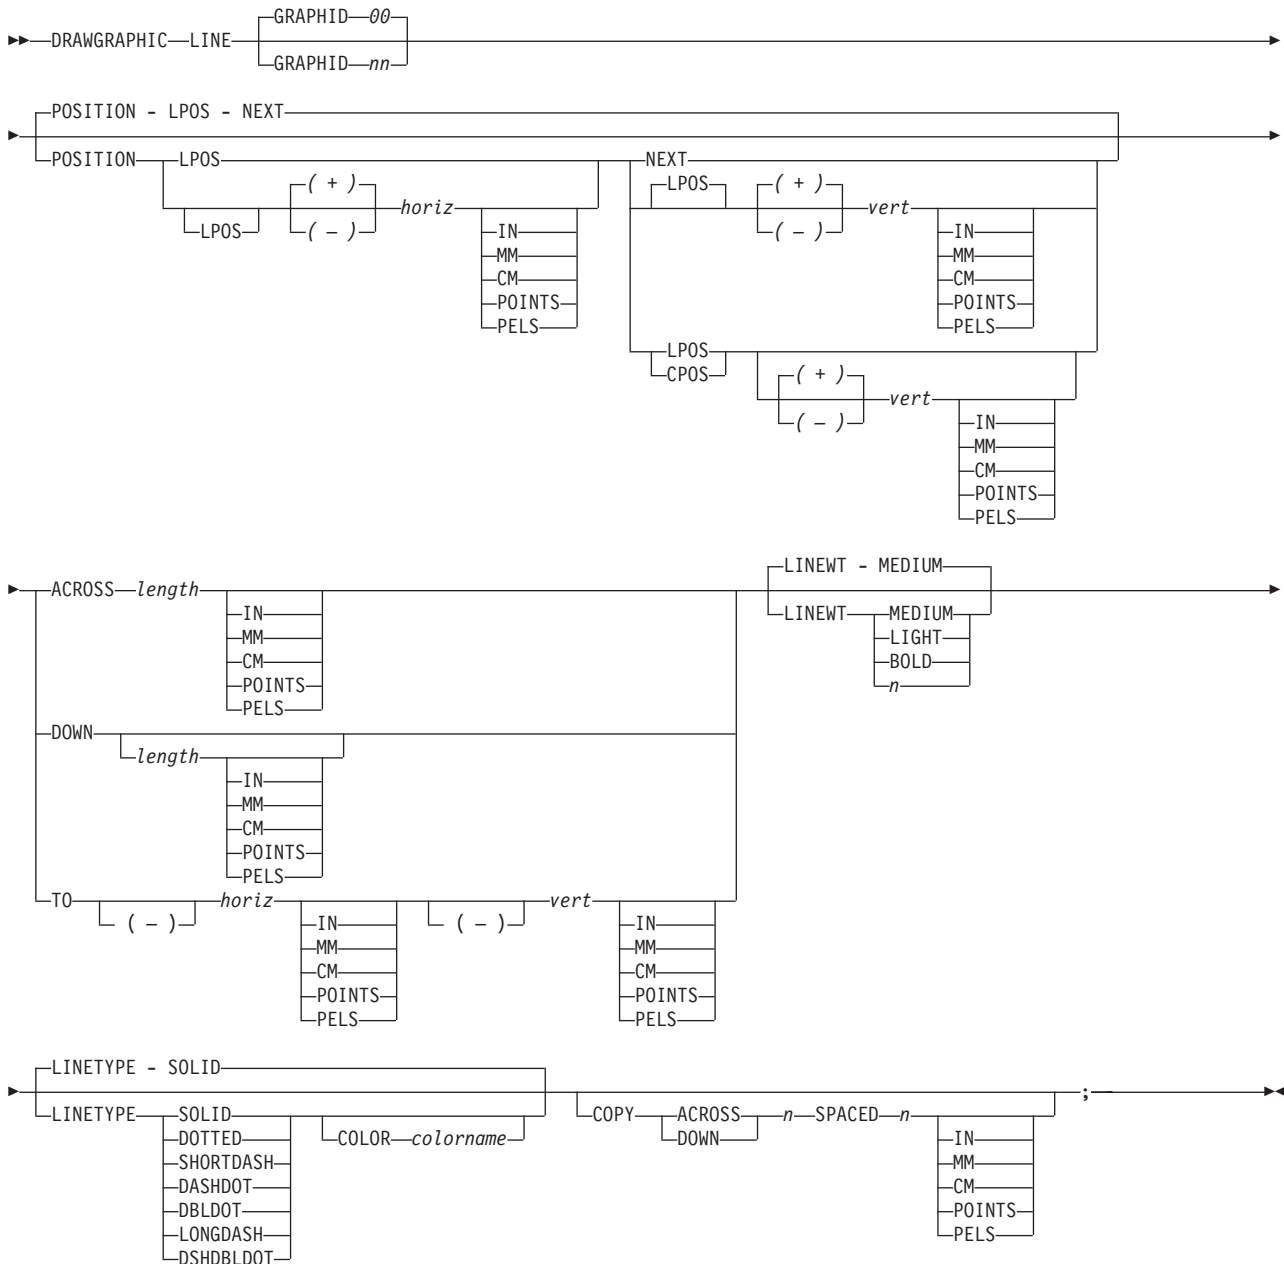 GRAPHID 00
DRAWGRAPHIC LINE
GRAPHID nn
POSITION - LPOS - NEXT
POSITION LPOS NEXT
( + ) LPOS ( + )
LPOS horiz vert
( – ) IN ( – ) IN
MM MM
CM CM
POINTS POINTS
PELS PELS
LPOS
CPOS ( + )
vert
( – ) IN
MM
CM
POINTS
PELS
LINEWT - MEDIUM
ACROSS length
IN LINEWT MEDIUM
MM LIGHT
CM BOLD
POINTS n
PELS
DOWN
length
IN
MM
CM
POINTS
PELS
TO horiz vert
( – ) IN ( – ) IN
MM MM
CM CM
POINTS POINTS
PELS PELS
LINETYPE - SOLID
;
LINETYPE SOLID COPY ACROSS n SPACED n
DOTTED COLOR colorname DOWN IN
SHORTDASH MM
DASHDOT CM
DBLDOT POINTS
LONGDASH PELS
DSHDBLDOT